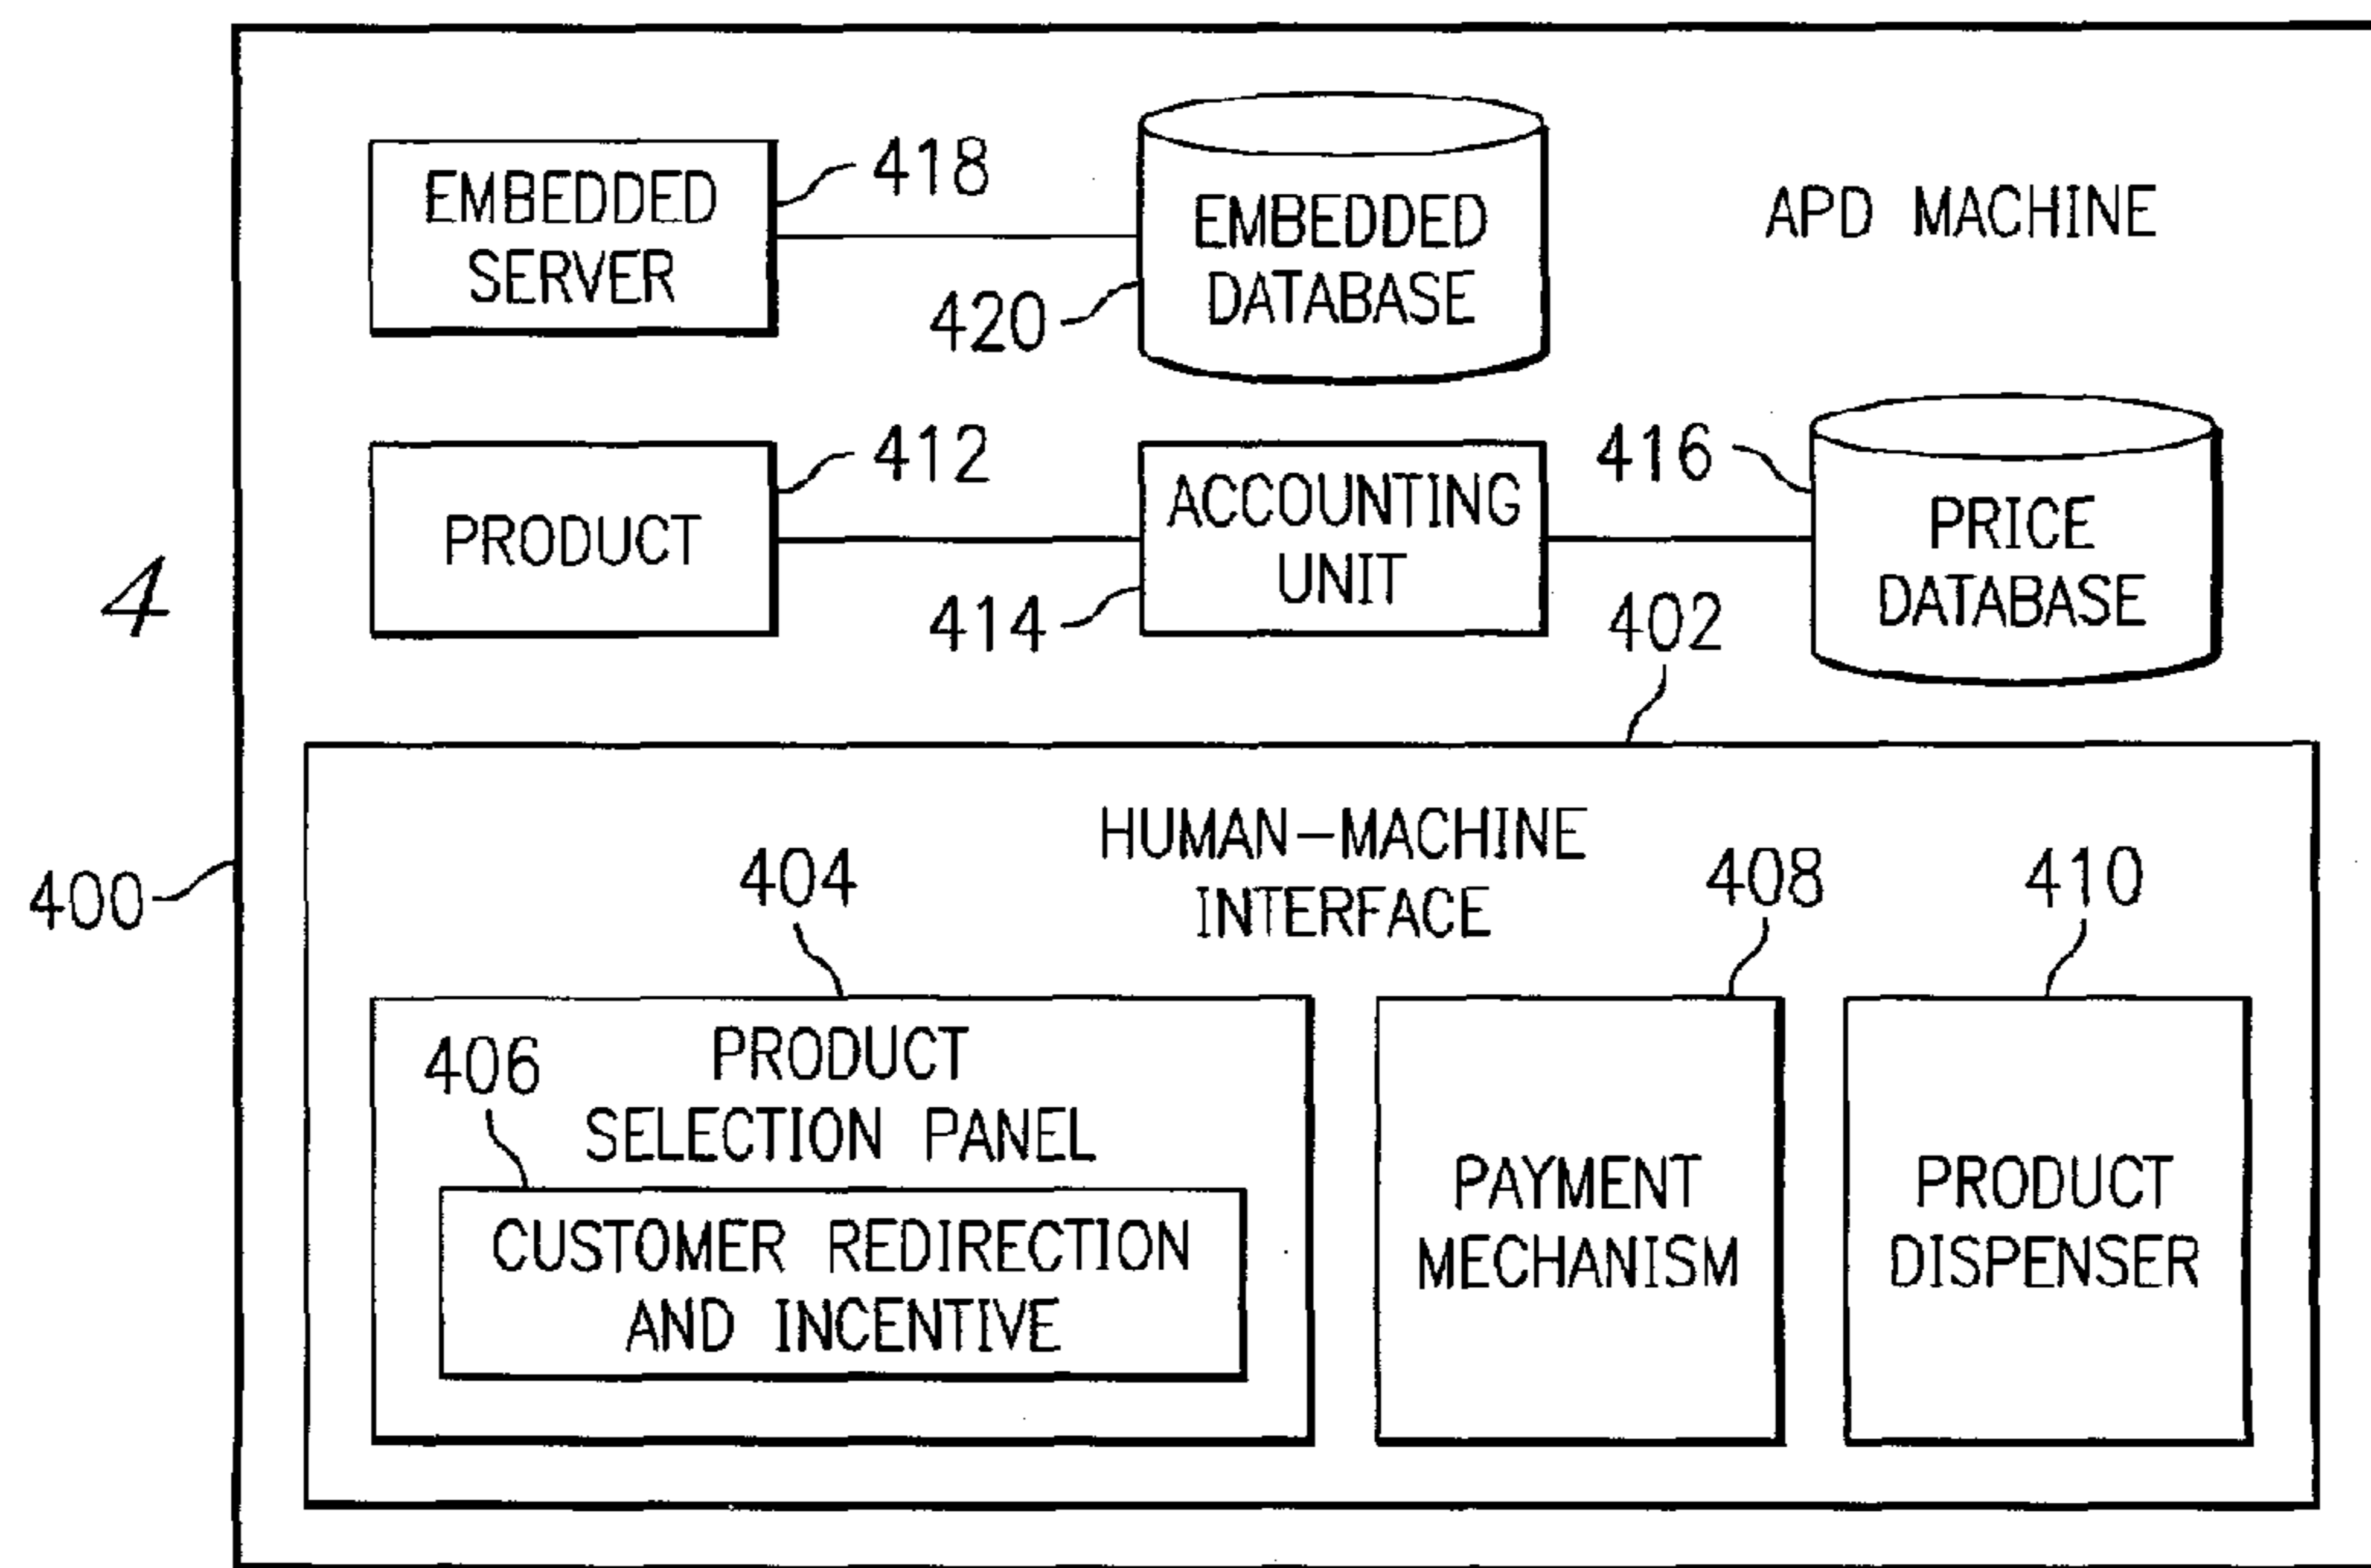 EMBEDDED
SERVER
418
420
EMBEDDED
DATABASE
APD MACHINE
PRODUCT
412
414
ACCOUNTING
UNIT
416
PRICE
DATABASE
402
4
400
HUMAN-MACHINE
INTERFACE
404
408
410
406
PRODUCT
SELECTION PANEL
CUSTOMER REDIRECTION
AND INCENTIVE
PAYMENT
MECHANISM
PRODUCT
DISPENSER